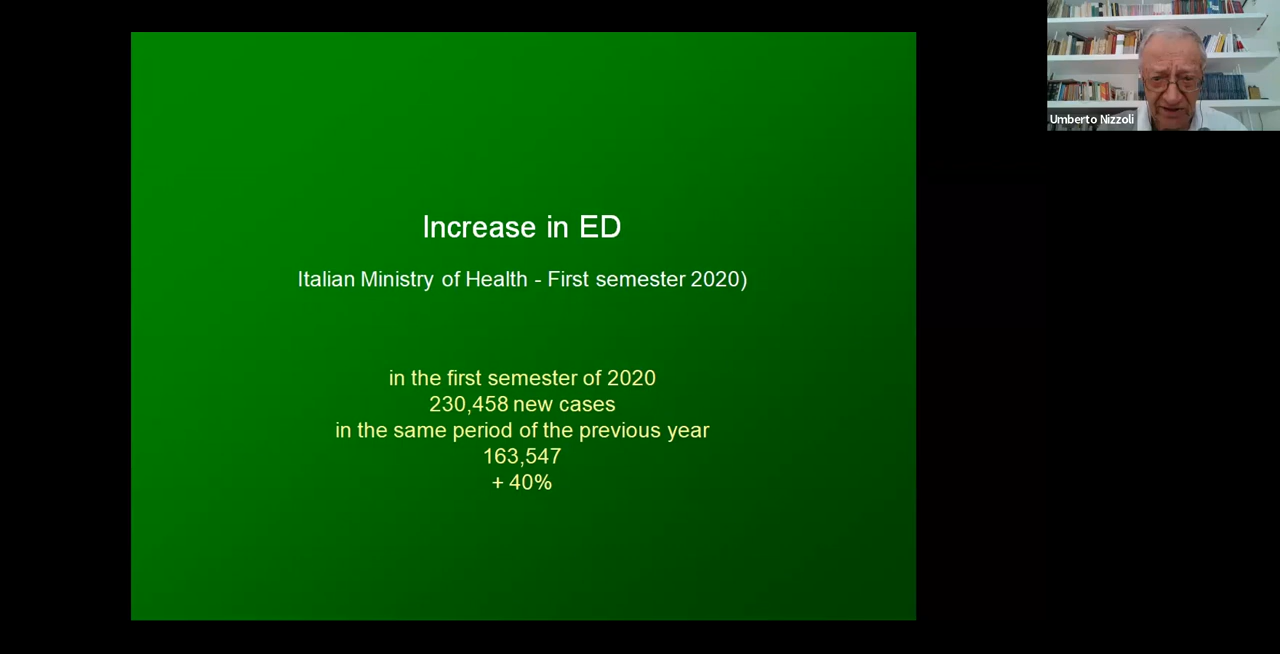 Increase in ED
Italian Ministry of Health - First semester 2020)
in the first semester of 2020
230,458 new cases
in the same period of the previous year
163,547
+ 40%
Umberto Nizzoli